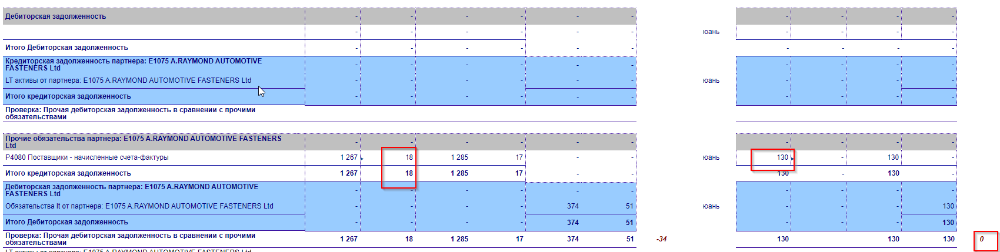 Дебиторская задолженность - - - - - - - - - -
- - - - - - юань - - - -
Итого Дебиторская задолженность - - - - - - - - - -
Кредиторская задолженность партнера: E1075 A.RAYMOND AUTOMOTIVE
FASTENERS Ltd - - - - - - - - - -
LT активы от партнера: E1075 A.RAYMOND AUTOMOTIVE FASTENERS Ltd - - - - - - юань - - - -
Итого кредиторская задолженность - - - - - - - - - -
Проверка: Прочая дебиторская задолженность в сравнении с прочими
обязательствами
Прочие обязательства партнера: E1075 A.RAYMOND AUTOMOTIVE FASTENERS
Ltd - - - - - - - - - -
P4080 Поставщики - начисленные счета-фактуры 1 267 18 1 285 17 - - юань 130 - 130 -
Итого кредиторская задолженность 1 267 18 1 285 17 - - 130 - 130 -
Дебиторская задолженность партнера: E1075 A.RAYMOND AUTOMOTIVE
FASTENERS Ltd - - - - - - - - - -
Обязательства lt от партнера: E1075 A.RAYMOND AUTOMOTIVE FASTENERS Ltd - - - - 374 51 юань - - - 130
Итого Дебиторская задолженность - - - - 374 51 - - - 130
Проверка: Прочая дебиторская задолженность в сравнении с прочими
обязательствами 1 267 18 1 285 17 374 51 -34 130 130 130 0
LT активы от партнера: E1075 A.RAYMOND AUTOMOTIVE FASTENERS Ltd